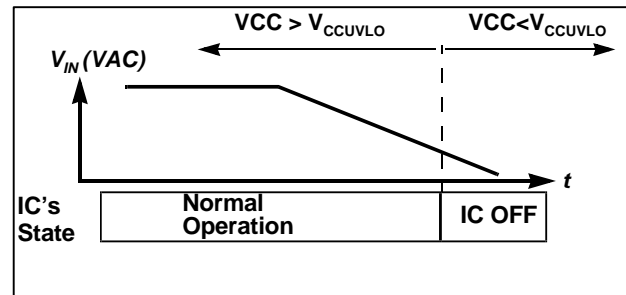 VCC > VCCUVLO VCC<VCCUVLO
VIN (VAC)
t
IC's
State
Normal
Operation
IC OFF